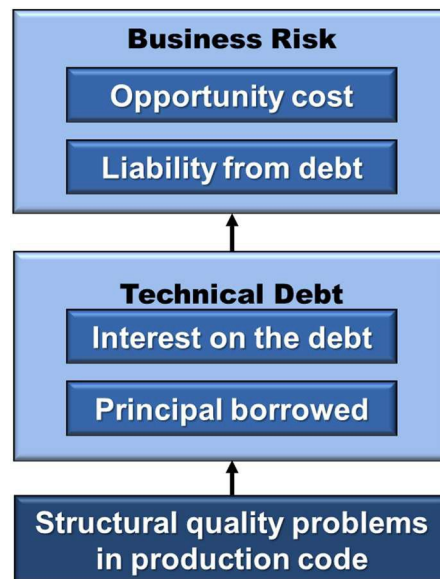 Business Risk
Opportunity cost
Liability from debt
Technical Debt
Interest on the debt
Principal borrowed
Structural quality problems
in production code